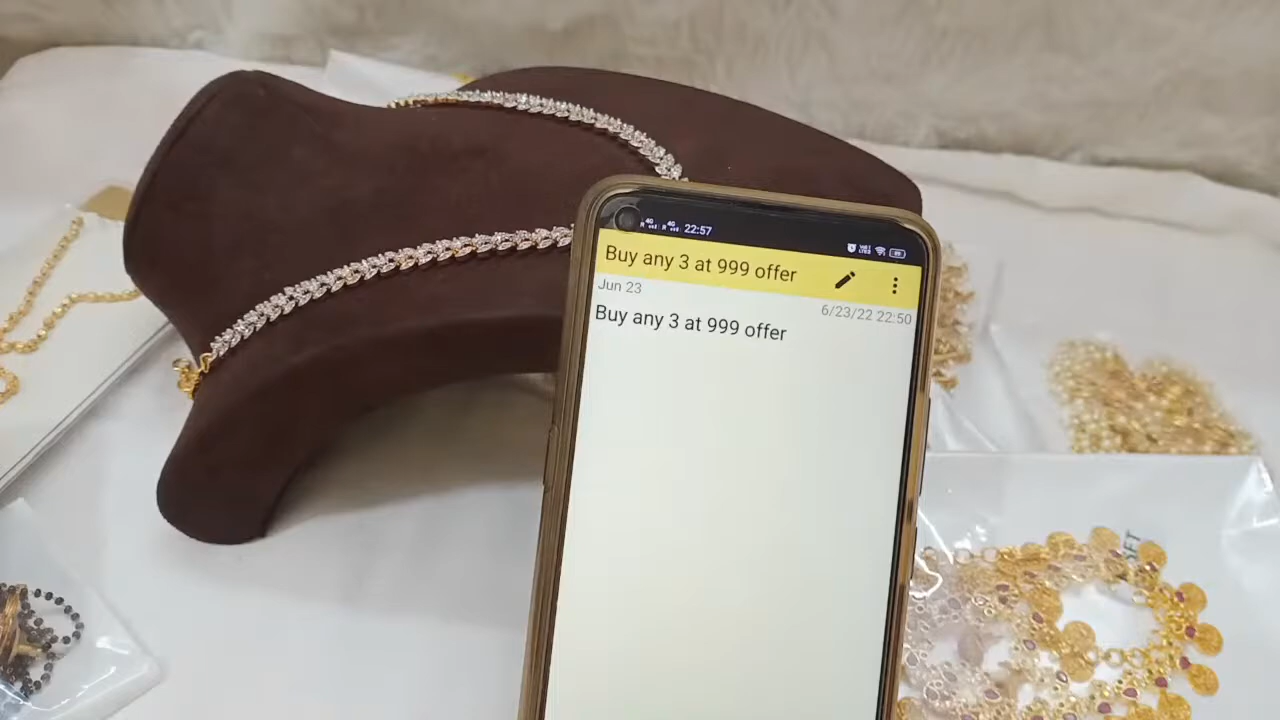 22:57
Buy any 3 at 999 offer
Jun 23
6/23/22 22:50
Buy any 3 at 999 offer